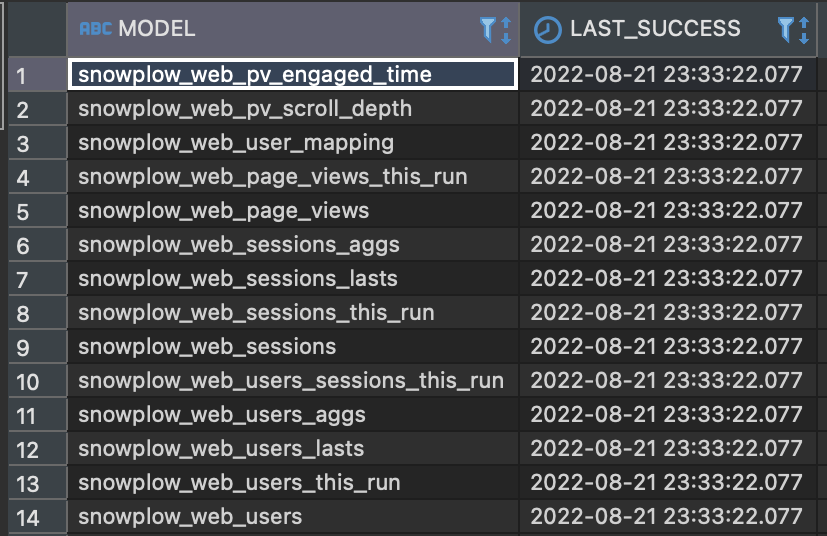 ABC MODEL LAST_SUCCESS
1 snowplow_web_pv_engaged_time 2022-08-21 23:33:22.077
2 snowplow_web_pv_scroll_depth 2022-08-21 23:33:22.077
3 snowplow_web_user_mapping 2022-08-21 23:33:22.077
4 snowplow_web_page_views_this_run 2022-08-21 23:33:22.077
5 snowplow_web_page_views 2022-08-21 23:33:22.077
6 snowplow_web_sessions_aggs 2022-08-21 23:33:22.077
7 snowplow_web_sessions_lasts 2022-08-21 23:33:22.077
8 snowplow_web_sessions_this_run 2022-08-21 23:33:22.077
9 snowplow_web_sessions 2022-08-21 23:33:22.077
10 snowplow_web_users_sessions_this_run 2022-08-21 23:33:22.077
11 snowplow_web_users_aggs 2022-08-21 23:33:22.077
12 snowplow_web_users_lasts 2022-08-21 23:33:22.077
13 snowplow_web_users_this_run 2022-08-21 23:33:22.077
14 snowplow_web_users 2022-08-21 23:33:22.077